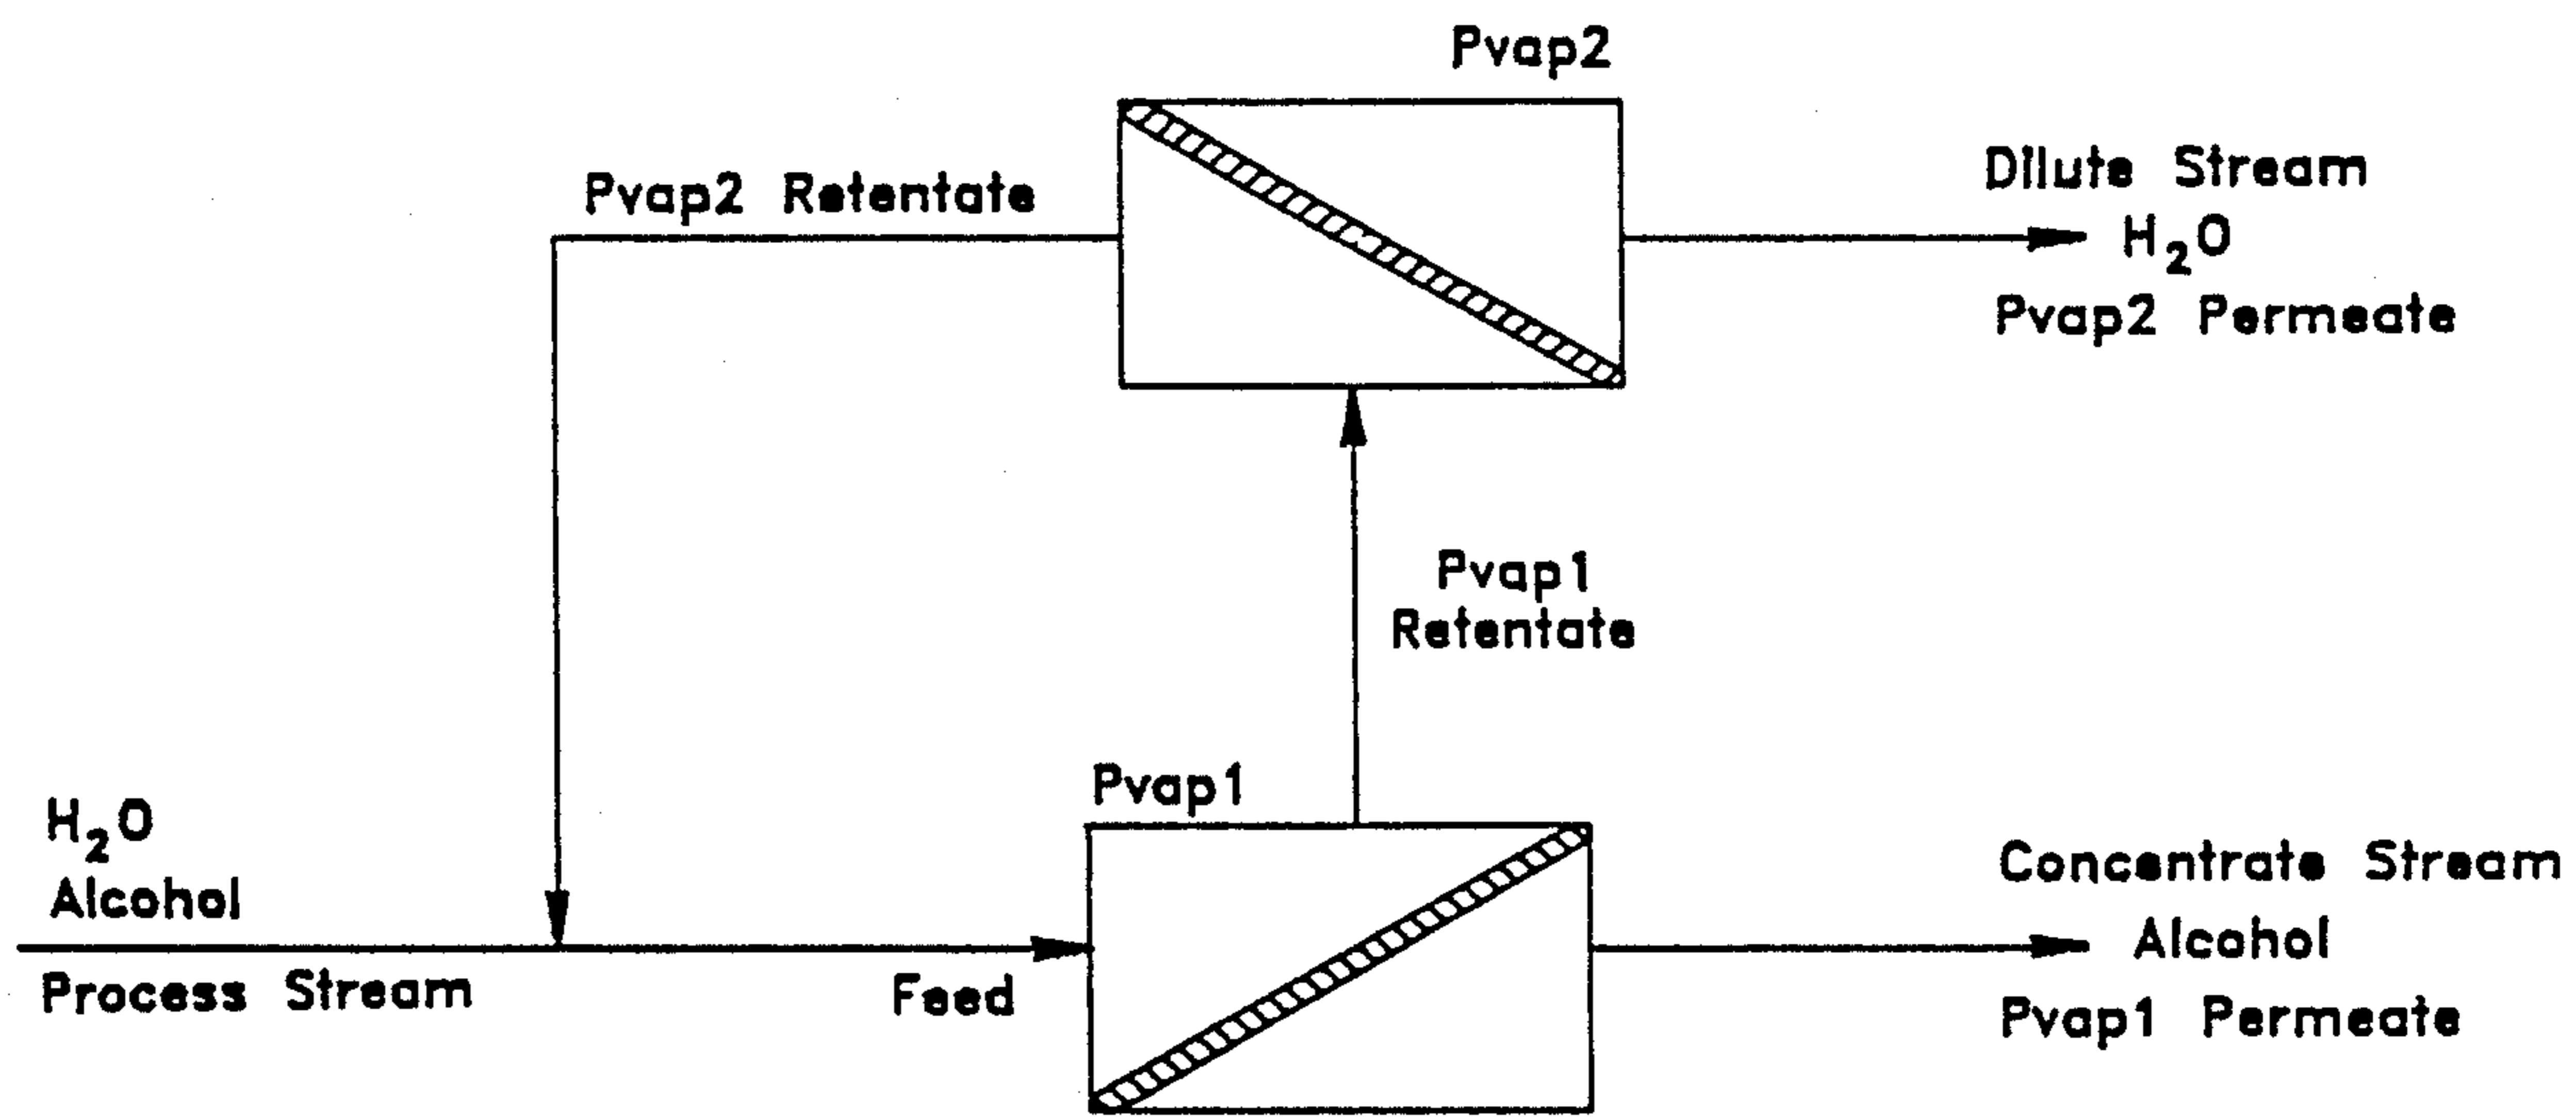 Pvap2
Pvap2 Retentate
Dilute Stream
H₂O
Pvap2 Permeate
Pvap1
Retentate
Pvap1
H₂O
Alcohol
Process Stream
Feed
Concentrate Stream
Alcohol
Pvap1 Permeate